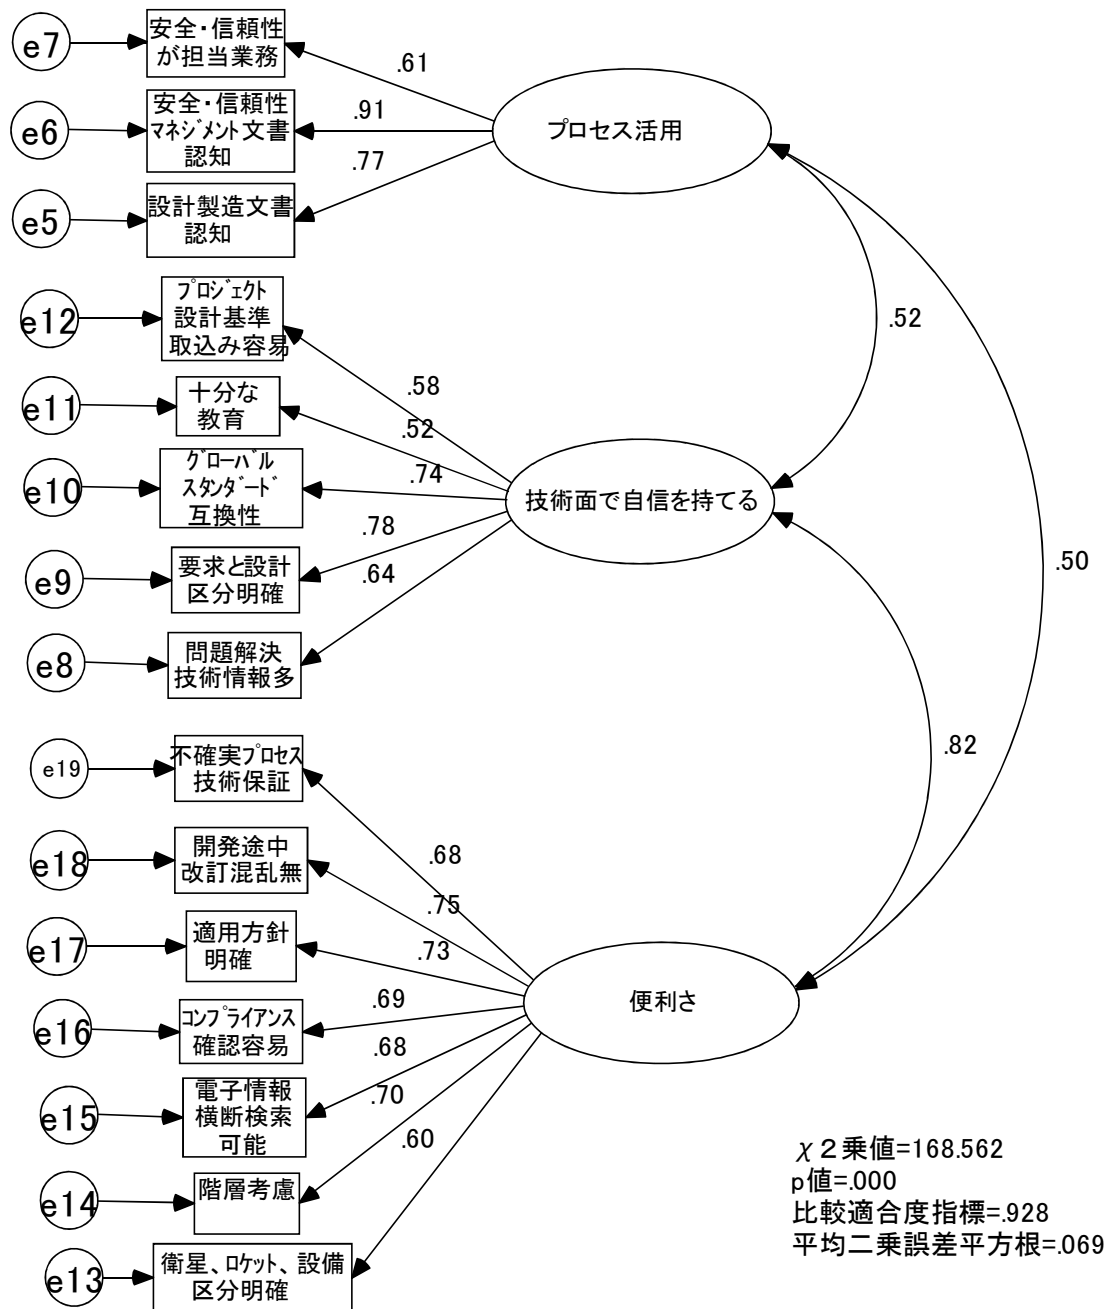 e7
安全・信頼性
が担当業務
.61
プロセス活用
e6
安全・信頼性
マネジメント文書
認知
.91
e5
設計製造文書
認知
.77
.52
e12
プロジェクト
設計基準
取込み容易
.58
e11
十分な
教育
.52
e10
グローバル
スタンダード
互換性
.74
技術面で自信を持てる
e9
要求と設計
区分明確
.78
.50
e8
問題解決
技術情報多
.64
e19
不確実プロセス
技術保証
.68
.82
e18
開発途中
改訂混乱無
.75
e17
適用方針
明確
.73
便利さ
e16
コンプライアンス
確認容易
.69
e15
電子情報
横断検索
可能
.68
e14
階層考慮
.70
e13
衛星、ロケット、設備
区分明確
.60
χ2乗値=168.562
p値=.000
比較適合度指標=.928
平均二乗誤差平方根=.069